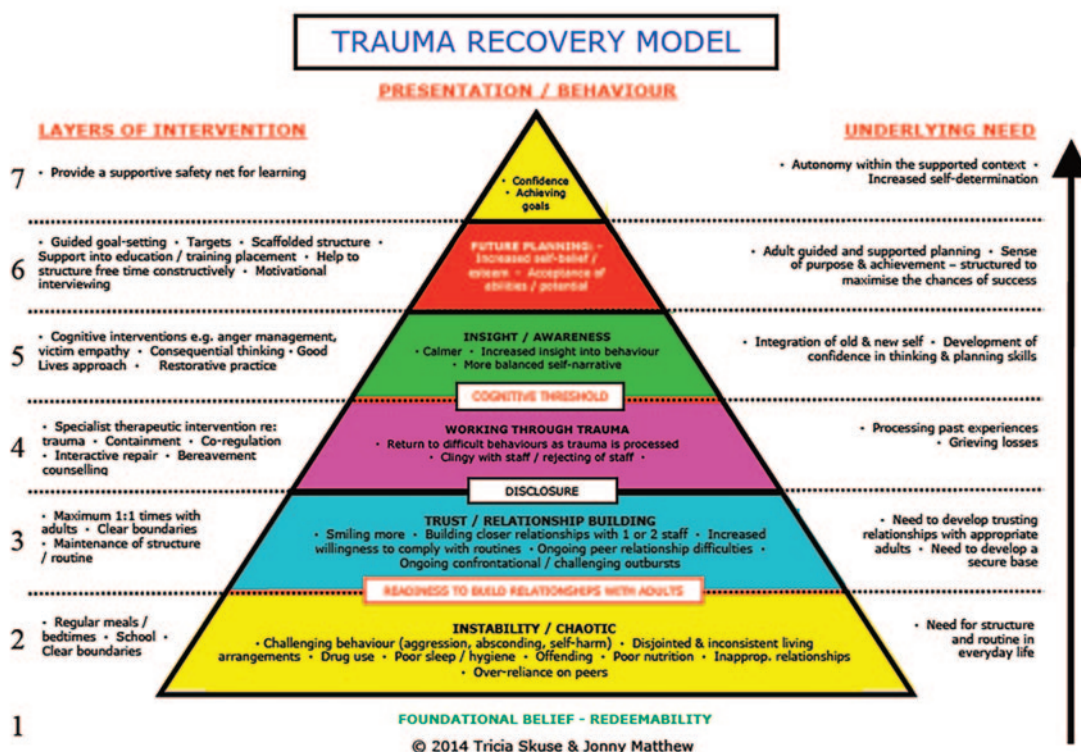 TRAUMA RECOVERY MODEL
PRESENTATION / BEHAVIOUR
LAYERS OF INTERVENTION
UNDERLYING NEED
7
• Provide a supportive safety net for learning
• Confidence
• Achieving
goals
• Autonomy within the supported context •
Increased self-determination
6
• Guided goal-setting • Targets • Scaffolded structure •
Support into education / training placement • Help to
structure free time constructively • Motivational
interviewing
FUTURE PLANNING: -
Increased self-belief /
esteem • Acceptance of
abilities / potential
• Adult guided and supported planning • Sense
of purpose & achievement – structured to
maximise the chances of success
5
• Cognitive interventions e.g. anger management,
victim empathy • Consequential thinking • Good
Lives approach • Restorative practice
INSIGHT / AWARENESS
• Calmer • Increased insight into behaviour
• More balanced self-narrative
• Integration of old & new self • Development of
confidence in thinking & planning skills
COGNITIVE THRESHOLD
4
• Specialist therapeutic intervention re:
trauma • Containment • Co-regulation
• Interactive repair • Bereavement
counselling
WORKING THROUGH TRAUMA
• Return to difficult behaviours as trauma is processed
• Clingy with staff / rejecting of staff •
• Processing past experiences
• Grieving losses
DISCLOSURE
3
• Maximum 1:1 times with
adults • Clear boundaries
• Maintenance of structure
/ routine
TRUST / RELATIONSHIP BUILDING
• Smiling more • Building closer relationships with 1 or 2 staff • Increased
willingness to comply with routines • Ongoing peer relationship difficulties •
Ongoing confrontational / challenging outbursts
• Need to develop trusting
relationships with appropriate
adults • Need to develop a
secure base
READINESS TO BUILD RELATIONSHIPS WITH ADULTS
2
• Regular meals /
bedtimes • School •
Clear boundaries
INSTABILITY / CHAOTIC
• Challenging behaviour (aggression, absconding, self-harm) • Disjointed & inconsistent living
arrangements • Drug use • Poor sleep / hygiene • Offending • Poor nutrition • Inapprop. relationships
• Over-reliance on peers
• Need for structure
and routine in
everyday life
1
FOUNDATIONAL BELIEF - REDEEMABILITY
© 2014 Tricia Skuse & Jonny Matthew